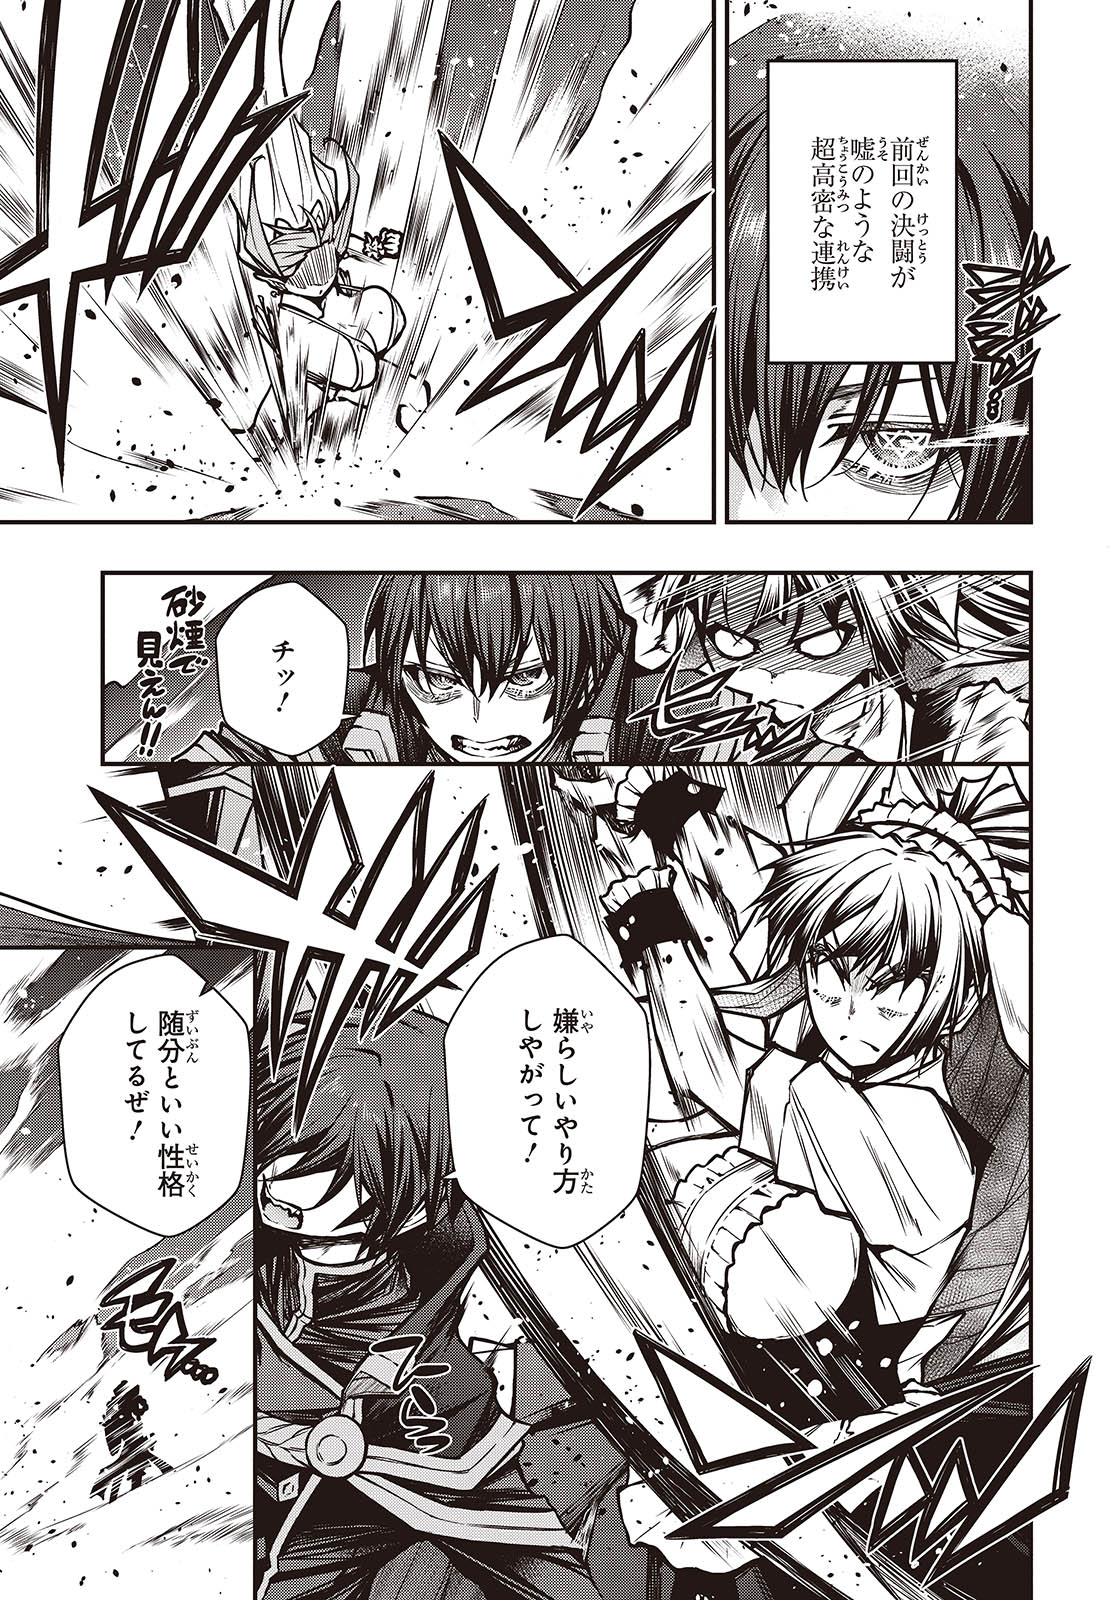 前回の決闘が
嘘のような
超高密な連携
チッ！
砂煙で
見えん!!
嫌らしいやり方
しやがって！
随分といい性格
してるぜ！